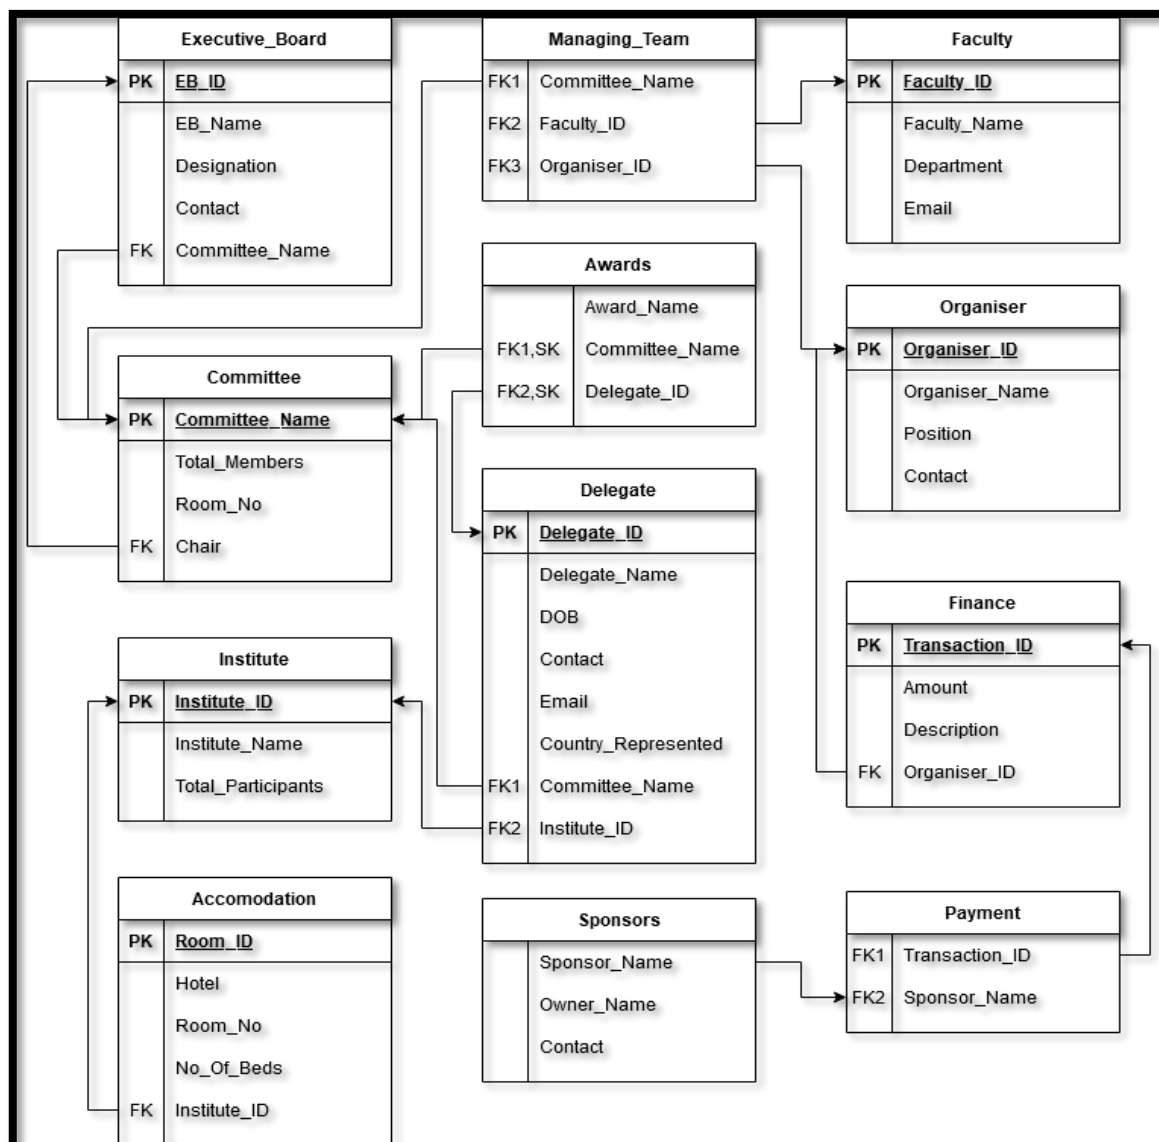 Executive_Board
PK EB_ID
EB_Name
Designation
Contact
FK Committee_Name
Managing_Team
FK1 Committee_Name
FK2 Faculty_ID
FK3 Organiser_ID
Faculty
PK Faculty_ID
Faculty_Name
Department
Email
Awards
Award_Name
FK1,SK Committee_Name
FK2,SK Delegate_ID
Organiser
PK Organiser_ID
Organiser_Name
Position
Contact
Committee
PK Committee_Name
Total_Members
Room_No
FK Chair
Delegate
PK Delegate_ID
Delegate_Name
DOB
Contact
Email
Country_Represented
FK1 Committee_Name
FK2 Institute_ID
Finance
PK Transaction_ID
Amount
Description
FK Organiser_ID
Institute
PK Institute_ID
Institute_Name
Total_Participants
Accomodation
PK Room_ID
Hotel
Room_No
No_Of_Beds
FK Institute_ID
Sponsors
Sponsor_Name
Owner_Name
Contact
Payment
FK1 Transaction_ID
FK2 Sponsor_Name